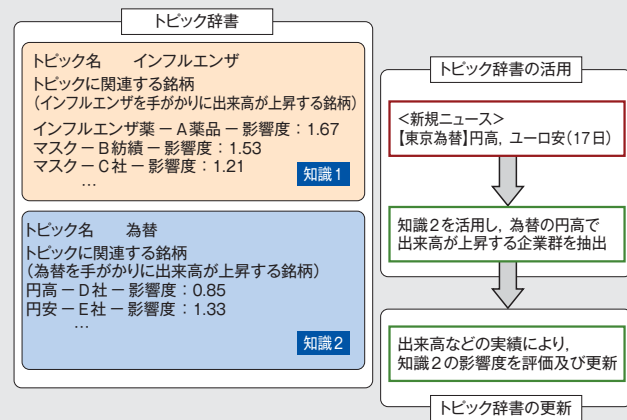 トピック辞書
トピック名　インフルエンザ
トピックに関連する銘柄
（インフルエンザを手がかりに出来高が上昇する銘柄）
インフルエンザ薬－A薬品－影響度：1.67
マスク－B紡績－影響度：1.53
マスク－C社－影響度：1.21
…
知識1
トピック名　為替
トピックに関連する銘柄
（為替を手がかりに出来高が上昇する銘柄）
円高－D社－影響度：0.85
円安－E社－影響度：1.33
…
知識2
トピック辞書の活用
＜新規ニュース＞
【東京為替】円高，ユーロ安（17日）
知識2を活用し，為替の円高で
出来高が上昇する企業群を抽出
出来高などの実績により，
知識2の影響度を評価及び更新
トピック辞書の更新